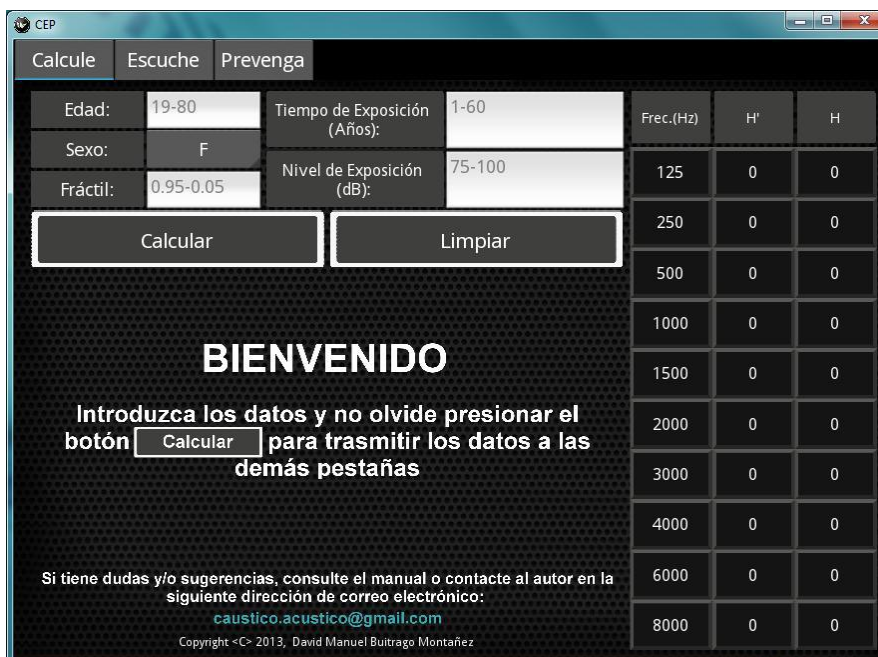 CEP
Calcule Escuche Prevenga
Edad: 19-80
Sexo: F
Fráctil: 0.95-0.05
Tiempo de Exposición
(Años):
1-60
Nivel de Exposición
(dB):
75-100
Calcular Limpiar
BIENVENIDO
Introduzca los datos y no olvide presionar el
botón Calcular para trasmitir los datos a las
demás pestañas
Si tiene dudas y/o sugerencias, consulte el manual o contacte al autor en la
siguiente dirección de correo electrónico:
caustico.acustico@gmail.com
Copyright <C> 2013, David Manuel Buitrago Montañez
Frec.(Hz) H' H
125 0 0
250 0 0
500 0 0
1000 0 0
1500 0 0
2000 0 0
3000 0 0
4000 0 0
6000 0 0
8000 0 0